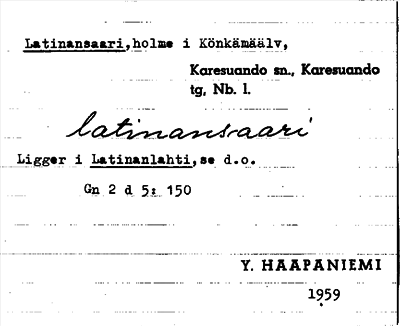 Latinansaari, holme i Könkämäälv,
Karesuando sn., Karesuando
tg, Nb. l.
latinansaari
Ligger i Latinanlahti, se d.o.
Gn 2 d 5: 150
Y. HAAPANIEMI
1959